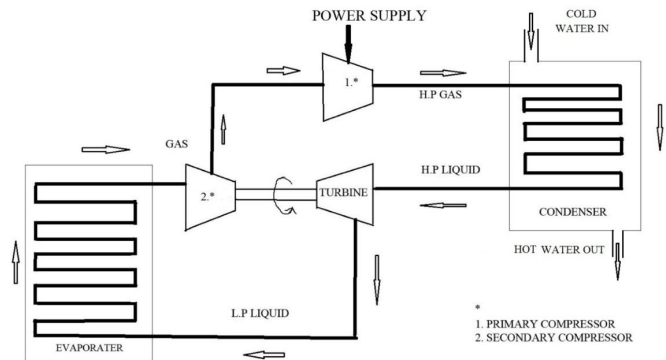 POWER SUPPLY
COLD
WATER IN
1.*
H.P GAS
GAS
H.P LIQUID
2.*
TURBINE
CONDENSER
HOT WATER OUT
L.P LIQUID
EVAPORATER
*
1. PRIMARY COMPRESSOR
2. SECONDARY COMPRESSOR